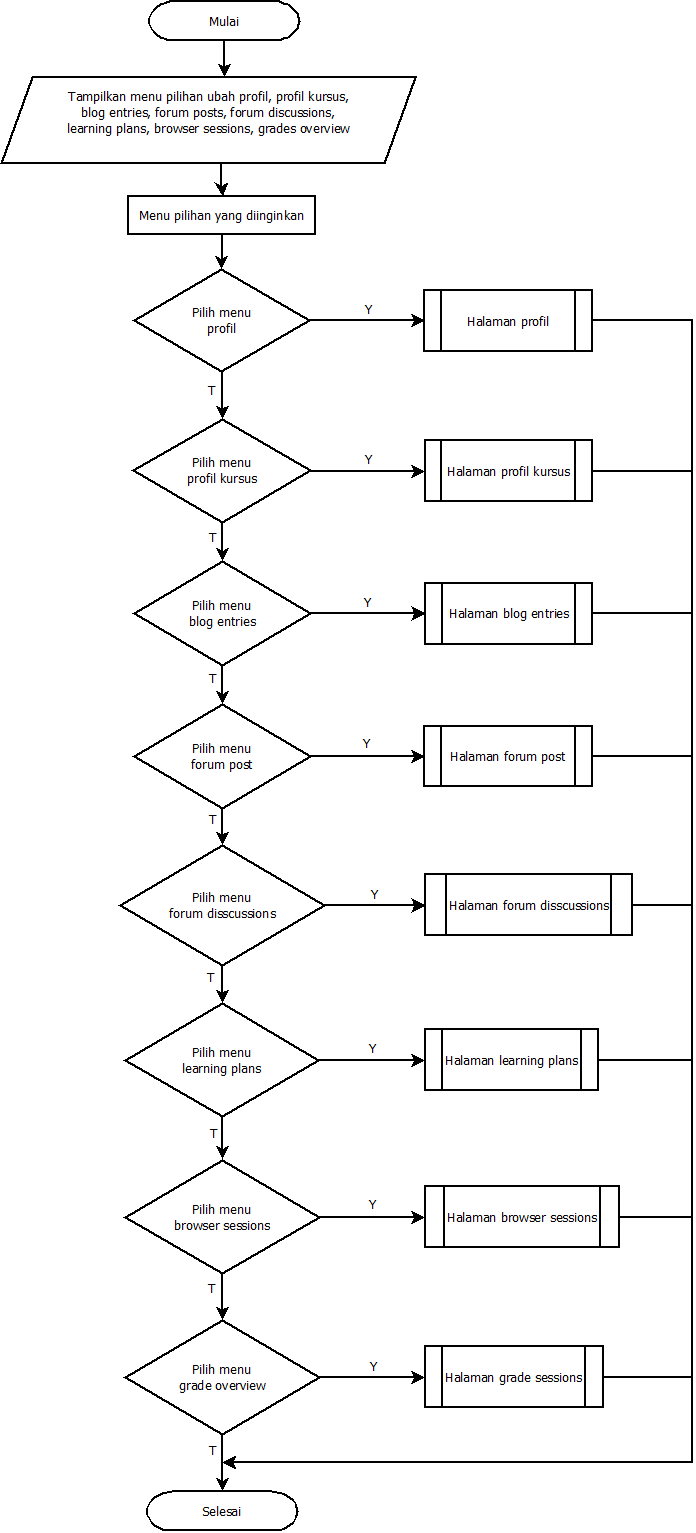 Mulai
Tampilkan menu pilihan ubah profil, profil kursus,
blog entries, forum posts, forum discussions,
learning plans, browser sessions, grades overview
Menu pilihan yang diinginkan
Pilih menu
profil
Y
Halaman profil
T
Pilih menu
profil kursus
Y
Halaman profil kursus
T
Pilih menu
blog entries
Y
Halaman blog entries
T
Pilih menu
forum post
Y
Halaman forum post
T
Pilih menu
forum disscussions
Y
Halaman forum disscussions
T
Pilih menu
learning plans
Y
Halaman learning plans
T
Pilih menu
browser sessions
Y
Halaman browser sessions
T
Pilih menu
grade overview
Y
Halaman grade sessions
T
Selesai